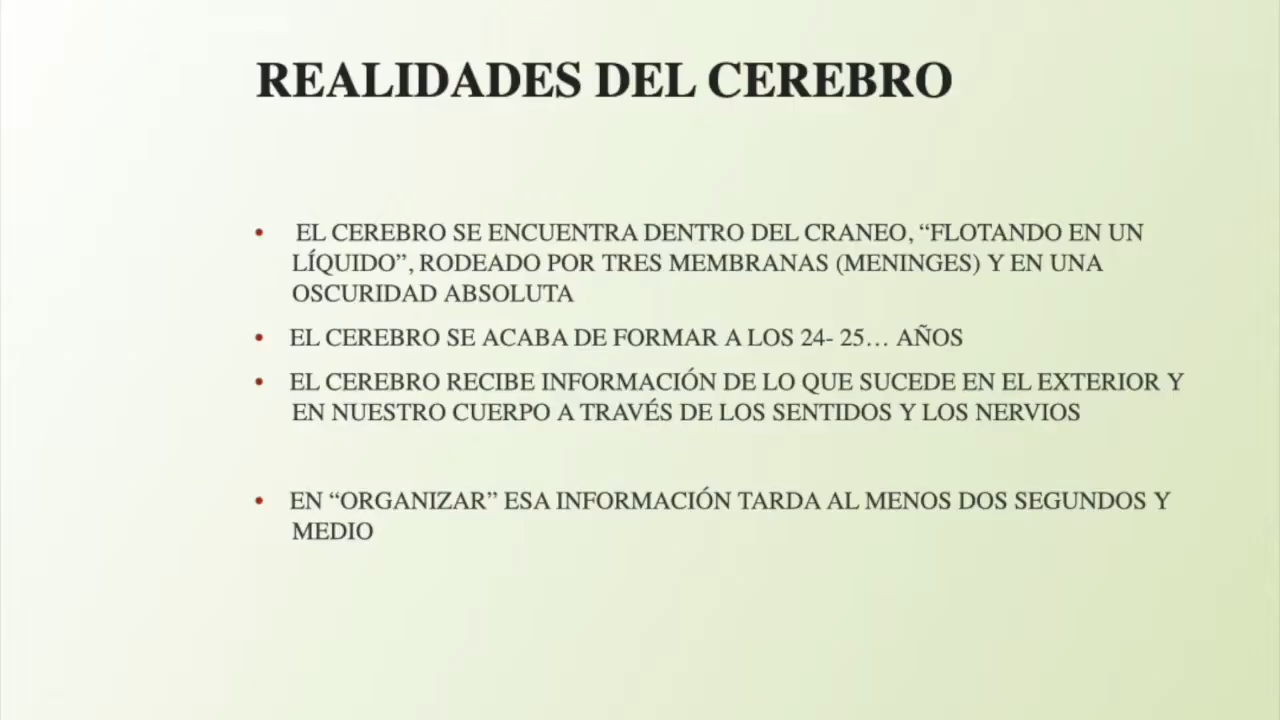 REALIDADES DEL CEREBRO
• EL CEREBRO SE ENCUENTRA DENTRO DEL CRANEO, “FLOTANDO EN UN
LÍQUIDO”, RODEADO POR TRES MEMBRANAS (MENINGES) Y EN UNA
OSCURIDAD ABSOLUTA
• EL CEREBRO SE ACABA DE FORMAR A LOS 24- 25… AÑOS
• EL CEREBRO RECIBE INFORMACIÓN DE LO QUE SUCEDE EN EL EXTERIOR Y
EN NUESTRO CUERPO A TRAVÉS DE LOS SENTIDOS Y LOS NERVIOS
• EN “ORGANIZAR” ESA INFORMACIÓN TARDA AL MENOS DOS SEGUNDOS Y
MEDIO